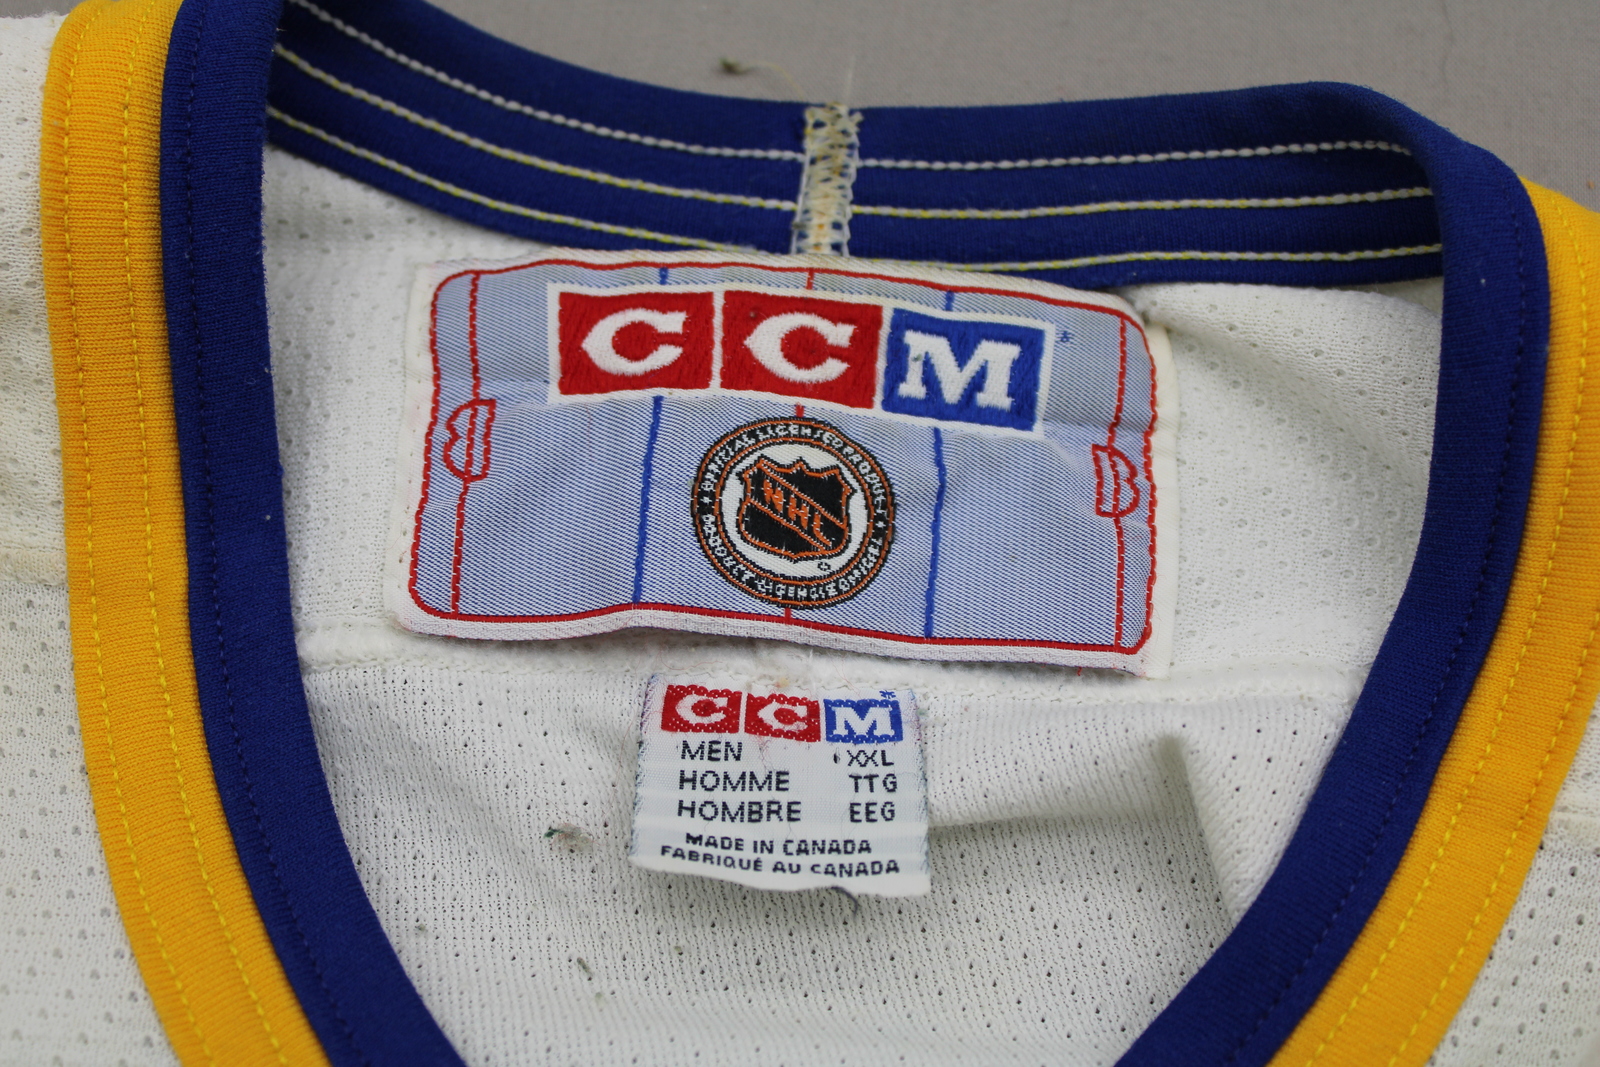 CCM
OFFICIAL LICENSED PRODUCT
NHL
CCM
MEN XXL
HOMME TTG
HOMBRE EEG
MADE IN CANADA
FABRIQUÉ AU CANADA